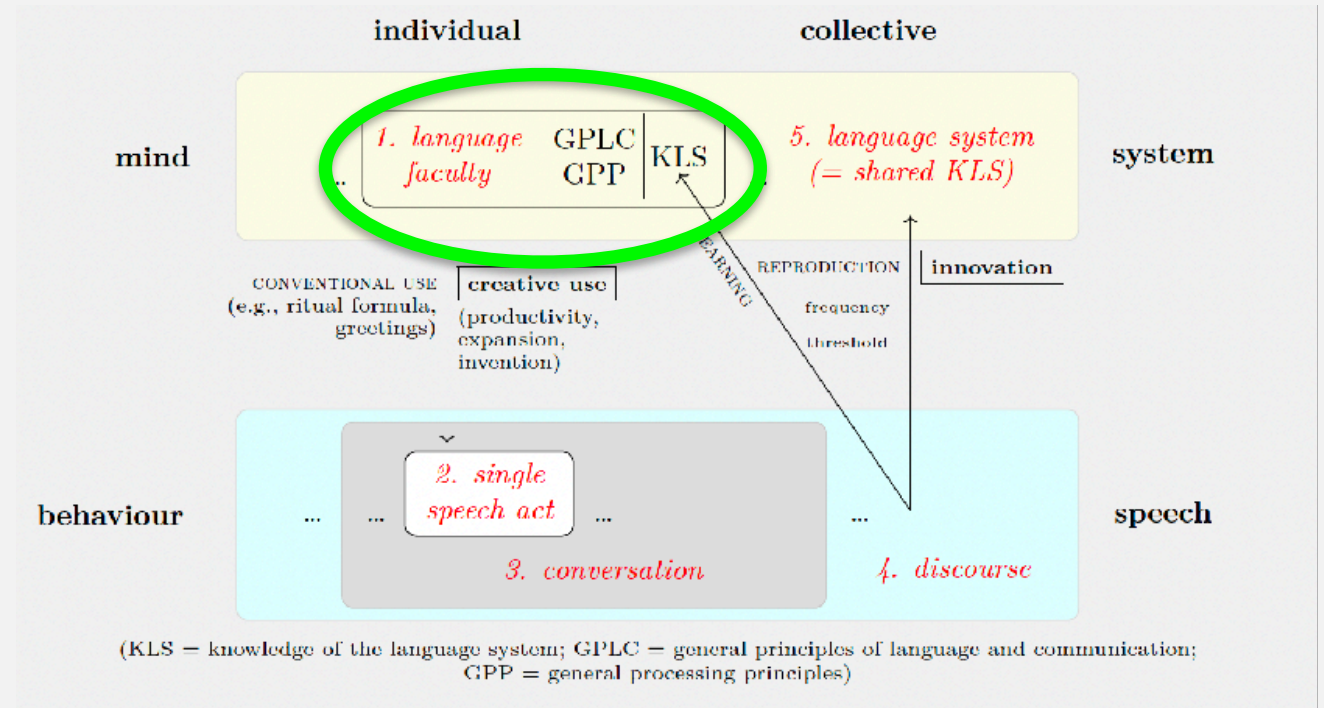 individual
collective
mind
1. language
faculty
GPLC
GPP
KLS
5. language system
(= shared KLS)
system
..
.
CONVENTIONAL USE
(e.g., ritual formula,
greetings)
creative use
(productivity,
expansion,
invention)
EARNING
REPRODUCTION
frequency
threshold
innovation
behaviour
...
...
2. single
speech act
...
3. conversation
...
4. discourse
speech
(KLS = knowledge of the language system; GPLC = general principles of language and communication;
GPP = general processing principles)